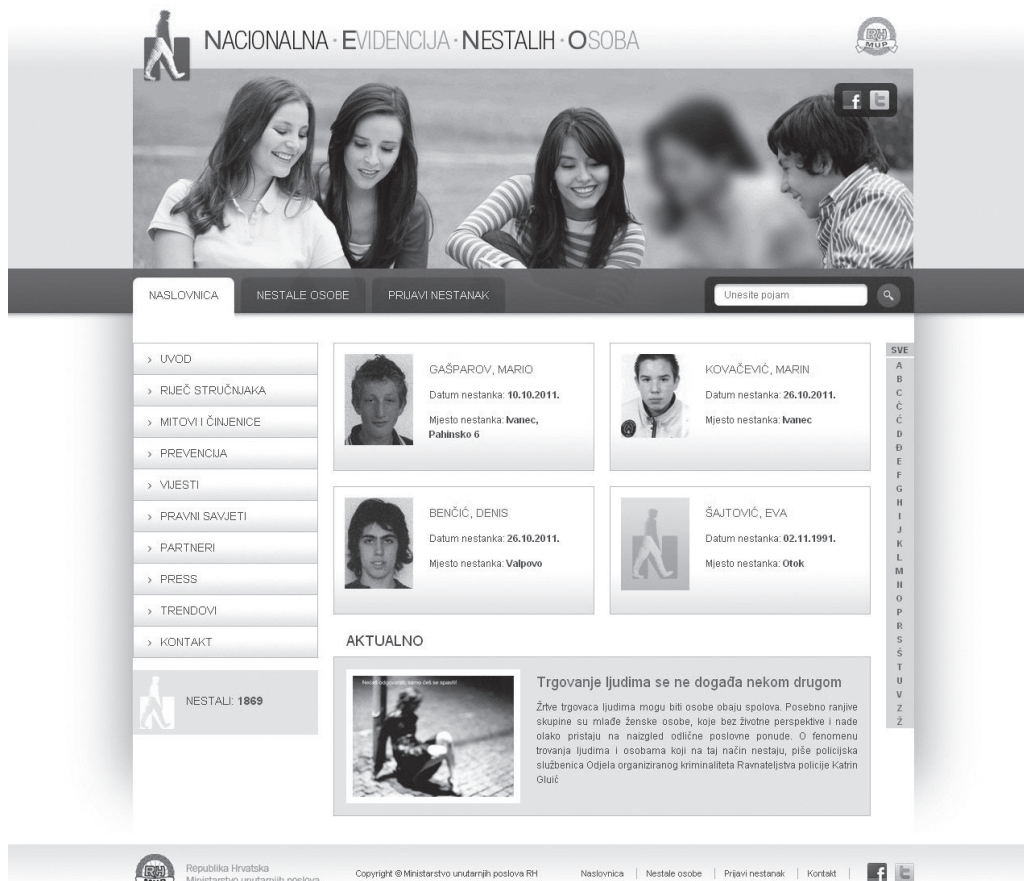 NACIONALNA · EVIDENCIJA · NESTALIH · OSOBA
RH
MUP
NASLOVNICA
NESTALE OSOBE
PRIJAVI NESTANAK
Unesite pojam
› UVOD
› RIJEČ STRUČNJAKA
› MITOVI I ČINJENICE
› PREVENCIJA
› VIJESTI
› PRAVNI SAVJETI
› PARTNERI
› PRESS
› TRENDOVI
› KONTAKT
NESTALI: 1869
GAŠPAROV, MARIO
Datum nestanka: 10.10.2011.
Mjesto nestanka: Ivanec,
Pahinsko 6
KOVAČEVIĆ, MARIN
Datum nestanka: 26.10.2011.
Mjesto nestanka: Ivanec
BENČIĆ, DENIS
Datum nestanka: 26.10.2011.
Mjesto nestanka: Valpovo
ŠAJTOVIĆ, EVA
Datum nestanka: 02.11.1991.
Mjesto nestanka: Otok
AKTUALNO
Trgovanje ljudima se ne događa nekom drugom
Žrtve trgovaca ljudima mogu biti osobe obaju spolova. Posebno ranjive
skupine su mlađe ženske osobe, koje bez životne perspektive i nade
olako pristaju na naizgled odlične poslovne ponude. O fenomenu
trovanja ljudima i osobama koji na taj način nestaju, piše policijska
službenica Odjela organiziranog kriminaliteta Ravnateljstva policije Katrin
Gluić
SVE
A
B
C
Č
Ć
D
Đ
E
F
G
H
I
J
K
L
M
N
O
P
R
S
Š
T
U
V
Z
Ž
RH
MUP
Republika Hrvatska
Ministarstvo unutarnjih poslova
Copyright © Ministarstvo unutarnjih poslova RH
Naslovnica | Nestale osobe | Prijavi nestanak | Kontakt |